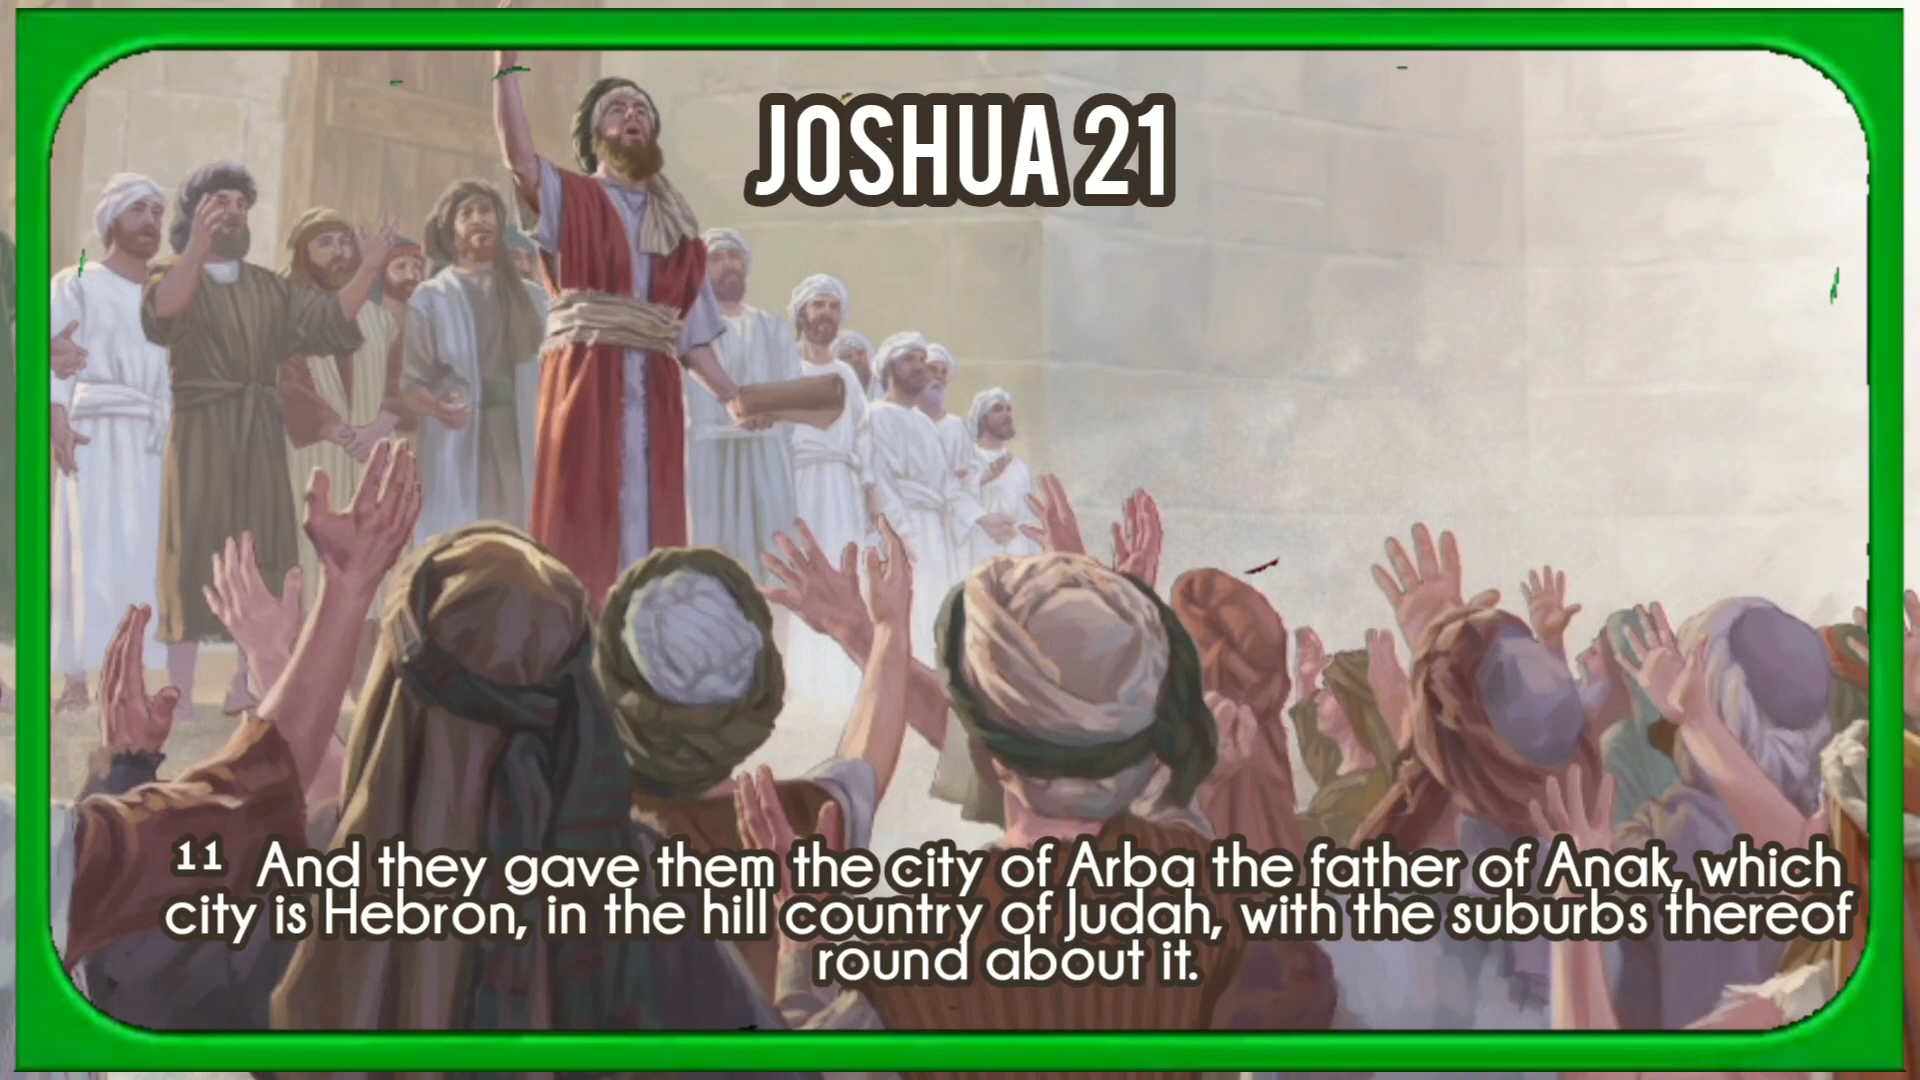 JOSHUA 21
11 And they gave them the city of Arba the father of Anak, which
city is Hebron, in the hill country of Judah, with the suburbs thereof
round about it.